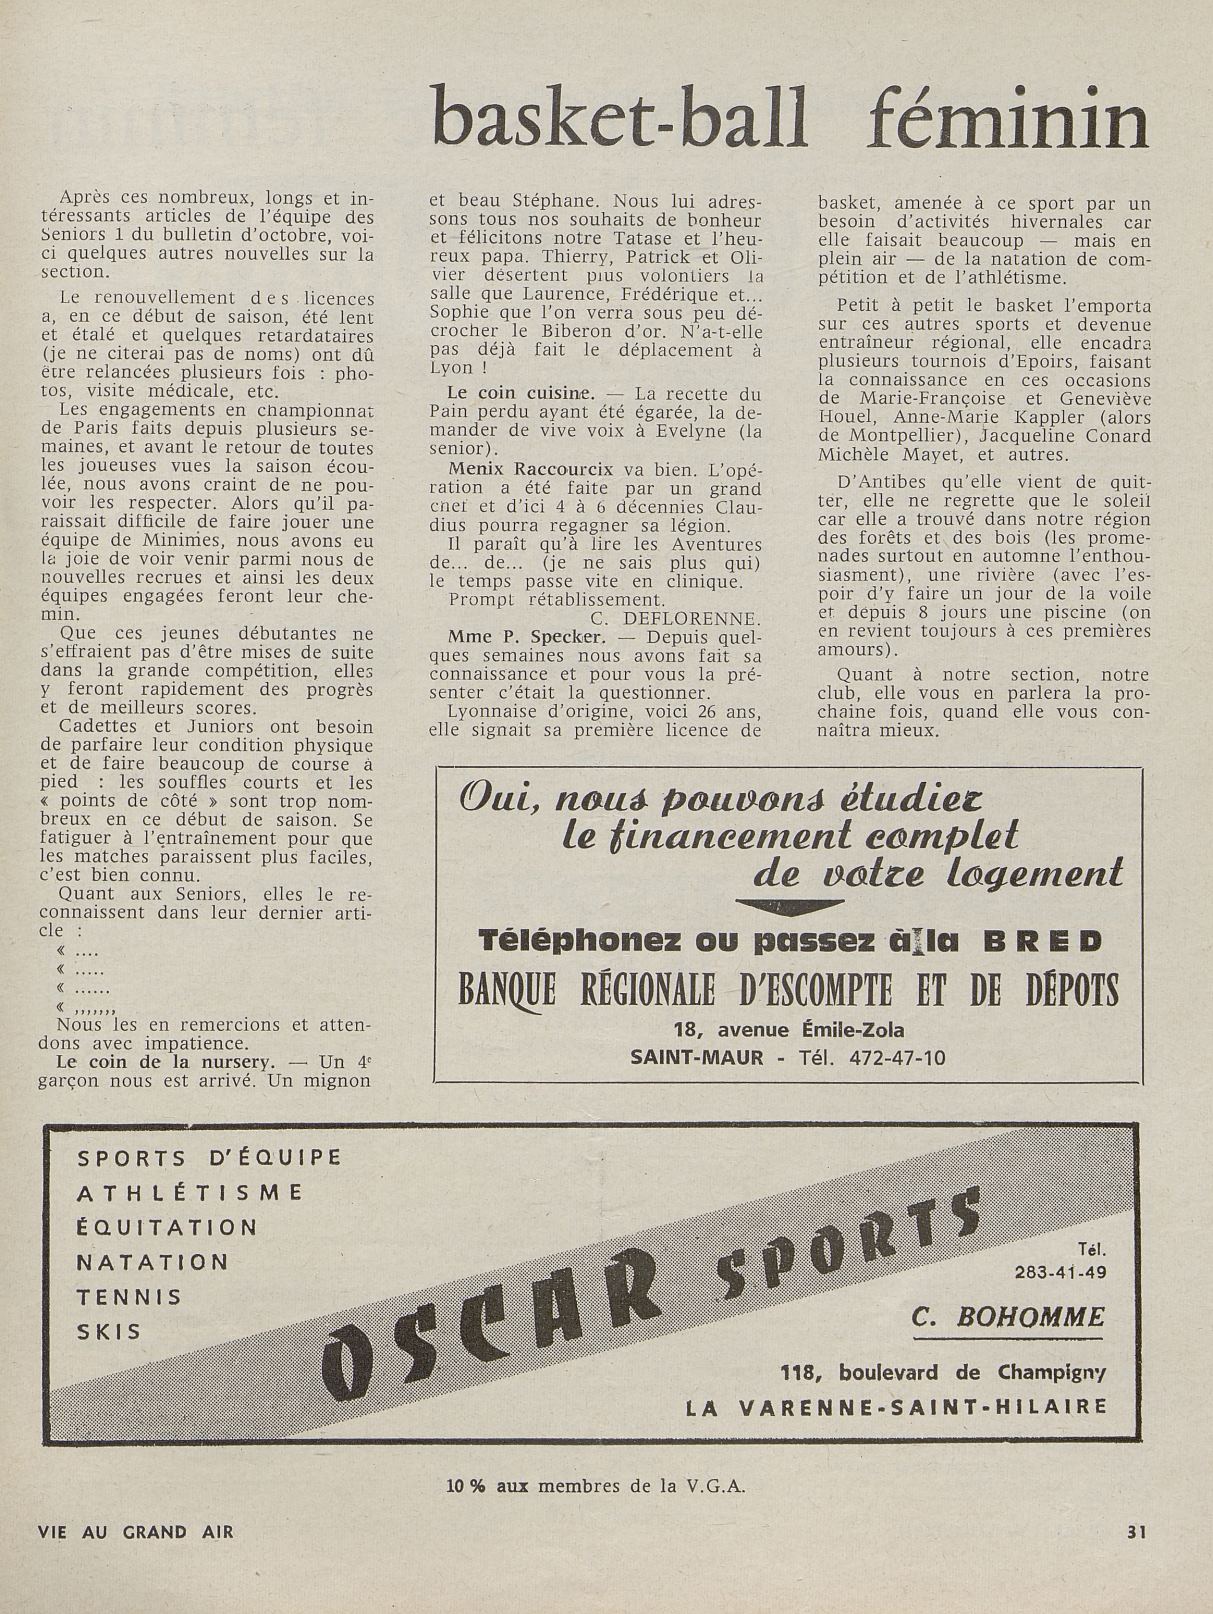 basket-ball féminin
Après ces nombreux, longs et in-
téressants articles de l'équipe des
Seniors 1 du bulletin d'octobre, voi-
ci quelques autres nouvelles sur la
section.
Le renouvellement des licences
a, en ce début de saison, été lent
et étalé et quelques retardataires
(je ne citerai pas de noms) ont dû
être relancées plusieurs fois : pho-
tos, visite médicale, etc.
Les engagements en championnat
de Paris faits depuis plusieurs se-
maines, et avant le retour de toutes
les joueuses vues la saison écou-
lée, nous avons craint de ne pou-
voir les respecter. Alors qu'il pa-
raissait difficile de faire jouer une
équipe de Minimes, nous avons eu
la joie de voir venir parmi nous de
nouvelles recrues et ainsi les deux
équipes engagées feront leur che-
min.
Que ces jeunes débutantes ne
s'effraient pas d'être mises de suite
dans la grande compétition, elles
y feront rapidement des progrès
et de meilleurs scores.
Cadettes et Juniors ont besoin
de parfaire leur condition physique
et de faire beaucoup de course à
pied : les souffles courts et les
« points de côté » sont trop nom-
breux en ce début de saison. Se
fatiguer à l'entraînement pour que
les matches paraissent plus faciles,
c'est bien connu.
Quant aux Seniors, elles le re-
connaissent dans leur dernier arti-
cle :
« ....
« .....
« ......
« ,,,,,,,
Nous les en remercions et atten-
dons avec impatience.
Le coin de la nursery. — Un 4e
garçon nous est arrivé. Un mignon
et beau Stéphane. Nous lui adres-
sons tous nos souhaits de bonheur
et félicitons notre Tatase et l'heu-
reux papa. Thierry, Patrick et Oli-
vier désertent plus volontiers la
salle que Laurence, Frédérique et...
Sophie que l'on verra sous peu dé-
crocher le Biberon d'or. N'a-t-elle
pas déjà fait le déplacement à
Lyon !
Le coin cuisine. — La recette du
Pain perdu ayant été égarée, la de-
mander de vive voix à Evelyne (la
senior).
Menix Raccourcix va bien. L'opé-
ration a été faite par un grand
chef et d'ici 4 à 6 décennies Clau-
dius pourra regagner sa légion.
Il paraît qu'à lire les Aventures
de... de... (je ne sais plus qui)
le temps passe vite en clinique.
Prompt rétablissement.
C. DEFLORENNE.
Mme P. Specker. — Depuis quel-
ques semaines nous avons fait sa
connaissance et pour vous la pré-
senter c'était la questionner.
Lyonnaise d'origine, voici 26 ans,
elle signait sa première licence de
basket, amenée à ce sport par un
besoin d'activités hivernales car
elle faisait beaucoup — mais en
plein air — de la natation de com-
pétition et de l'athlétisme.
Petit à petit le basket l'emporta
sur ces autres sports et devenue
entraîneur régional, elle encadra
plusieurs tournois d'Epoirs, faisant
la connaissance en ces occasions
de Marie-Françoise et Geneviève
Houel, Anne-Marie Kappler (alors
de Montpellier), Jacqueline Conard
Michèle Mayet, et autres.
D'Antibes qu'elle vient de quit-
ter, elle ne regrette que le soleil
car elle a trouvé dans notre région
des forêts et des bois (les prome-
nades surtout en automne l'enthou-
siasment), une rivière (avec l'es-
poir d'y faire un jour de la voile
et depuis 8 jours une piscine (on
en revient toujours à ces premières
amours).
Quant à notre section, notre
club, elle vous en parlera la pro-
chaine fois, quand elle vous con-
naîtra mieux.
Oui, nous pouvons étudier
le financement complet
de votre logement
Téléphonez ou passez à la BRED
BANQUE RÉGIONALE D'ESCOMPTE ET DE DÉPOTS
18, avenue Émile-Zola
SAINT-MAUR - Tél. 472-47-10
SPORTS D'ÉQUIPE
ATHLÉTISME
ÉQUITATION
NATATION
TENNIS
SKIS
OSCAR SPORTS
Tél.
283-41-49
C. BOHOMME
118, boulevard de Champigny
LA VARENNE-SAINT-HILAIRE
10 % aux membres de la V.G.A.
VIE AU GRAND AIR
31